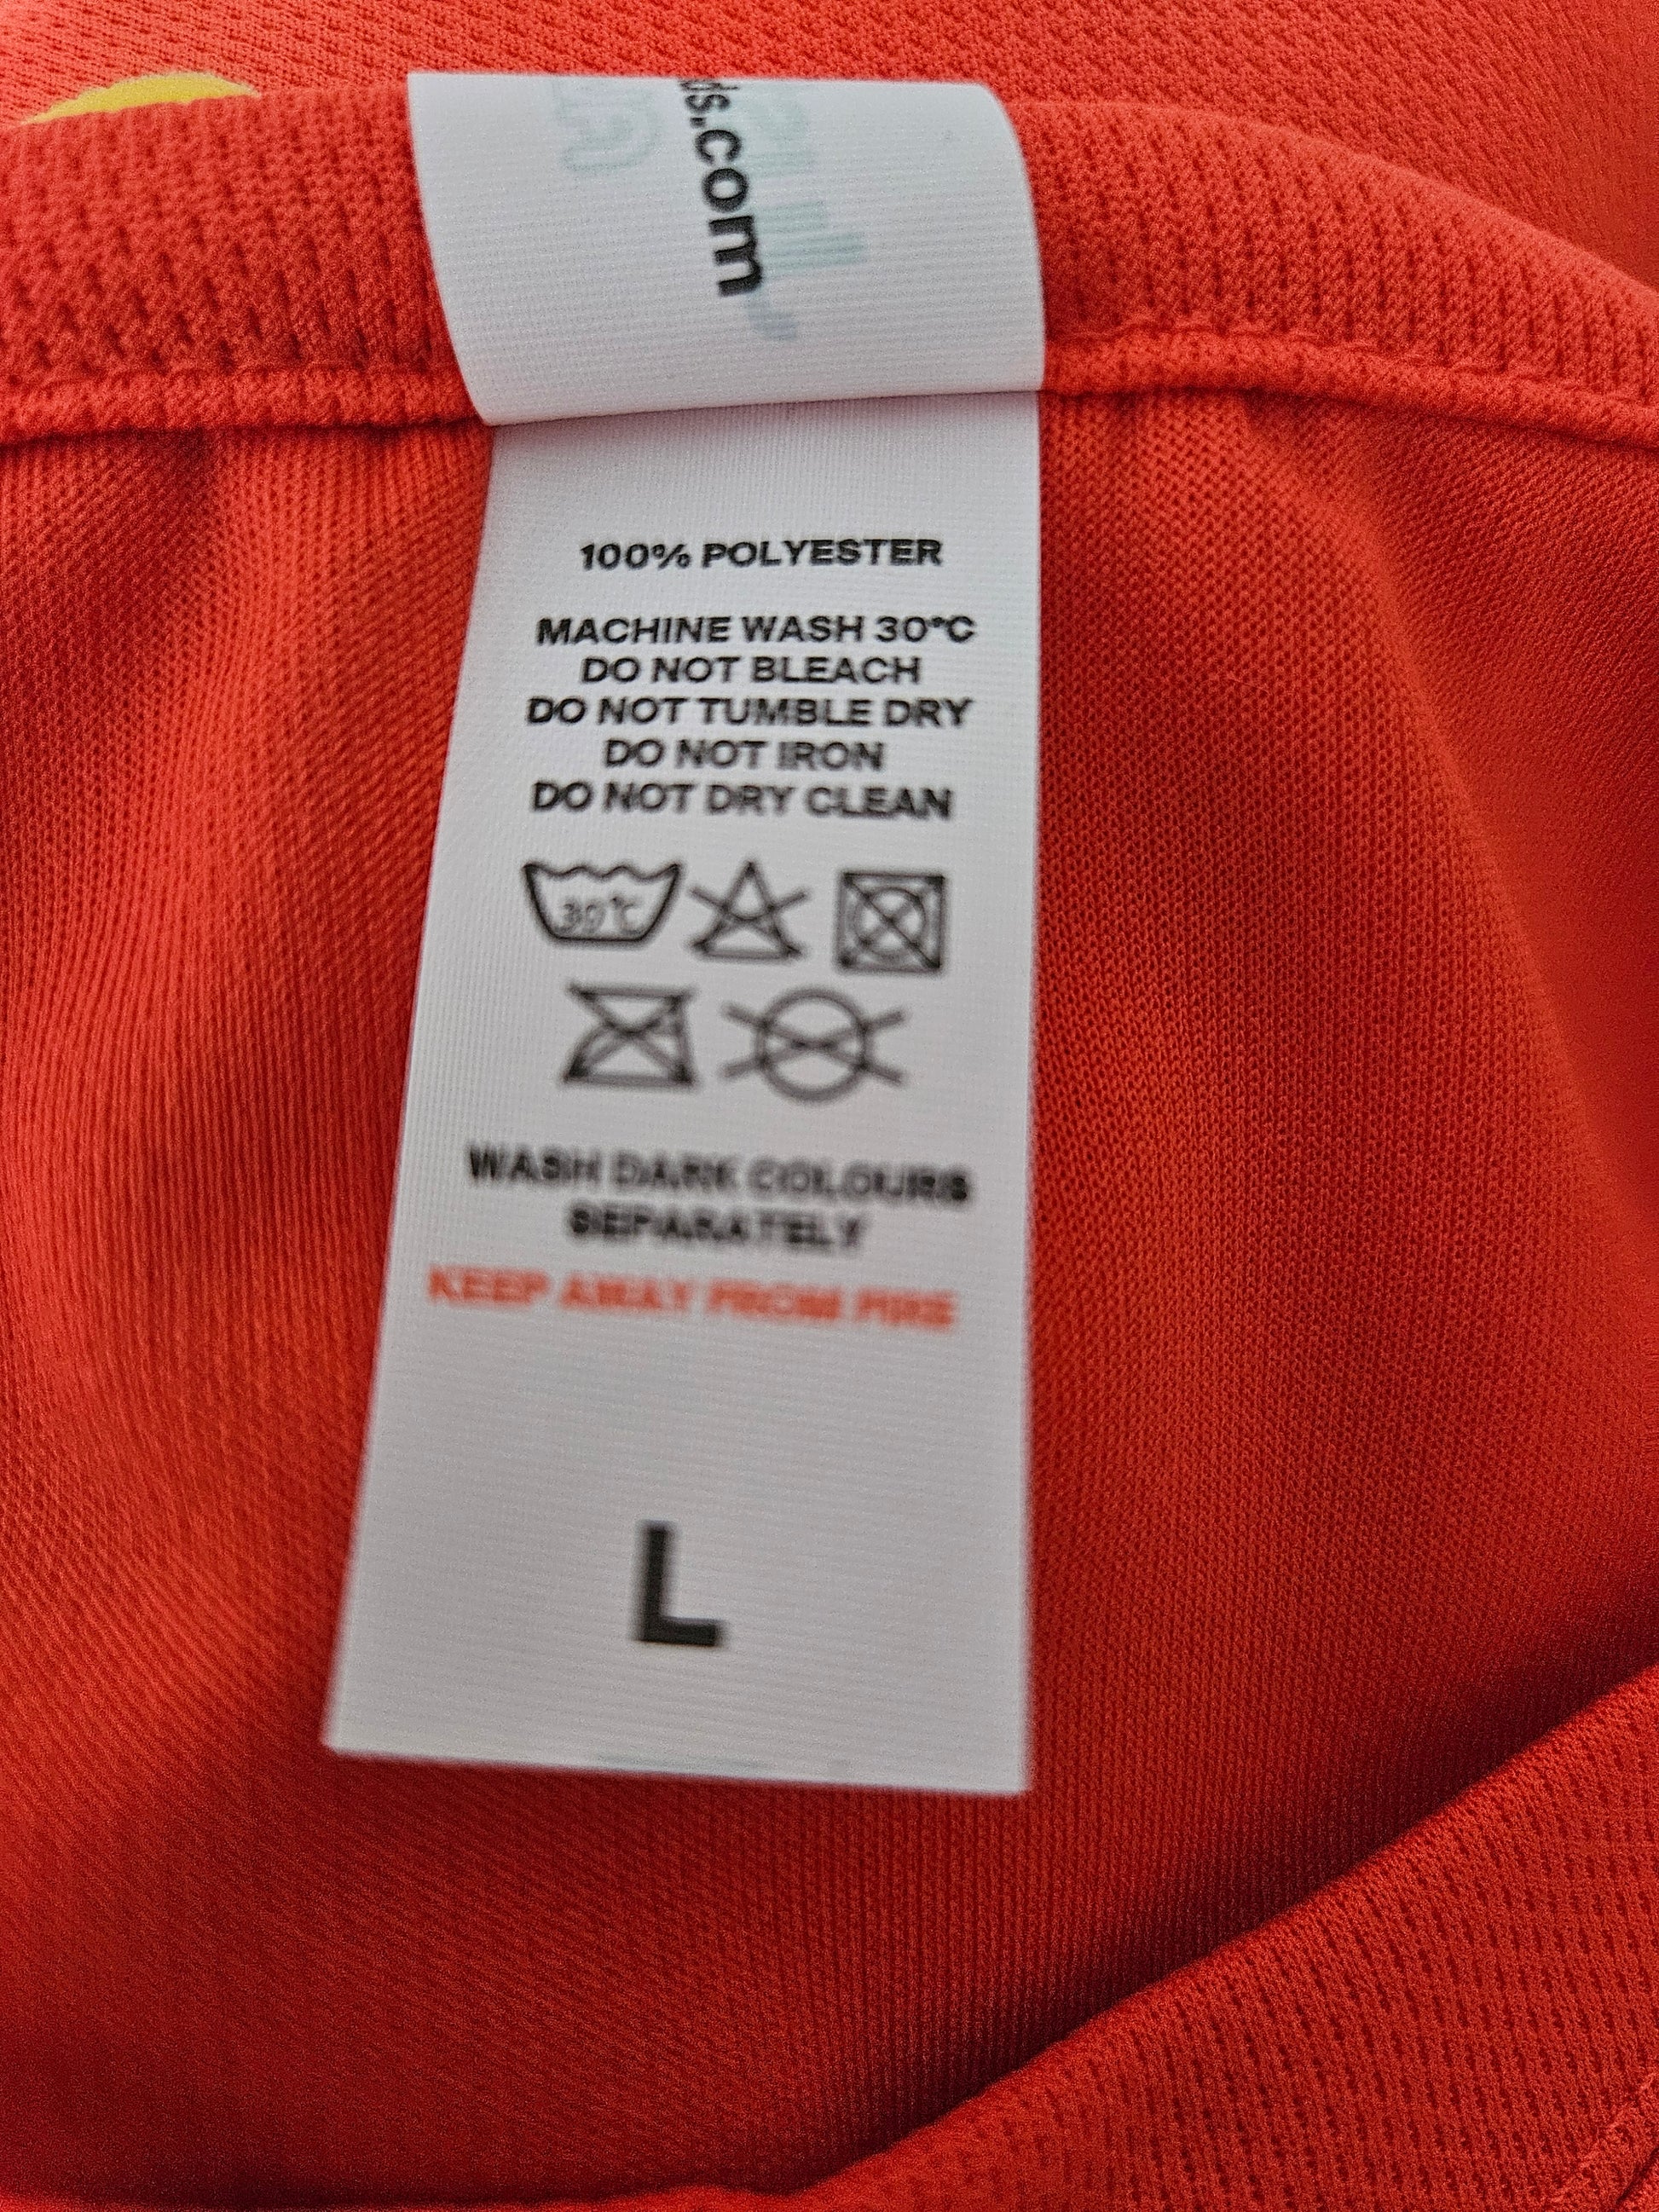 ds.com
100% POLYESTER
MACHINE WASH 30°C
DO NOT BLEACH
DO NOT TUMBLE DRY
DO NOT IRON
DO NOT DRY CLEAN
30°C
WASH DARK COLOURS
SEPARATELY
KEEP AWAY FROM FIRE
L